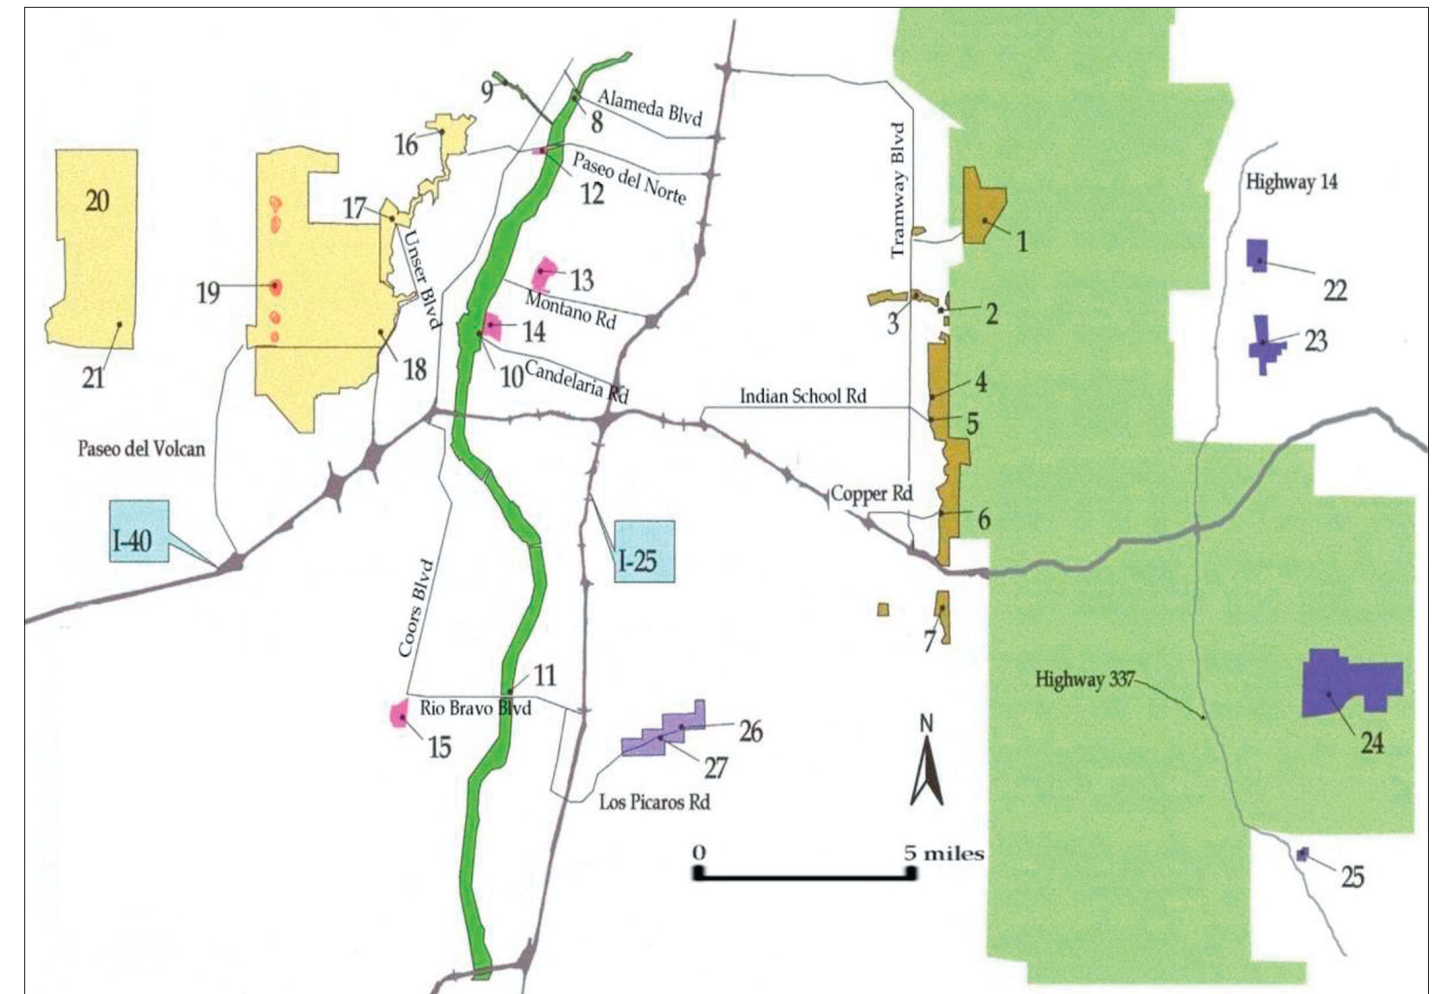 9
8
Alameda Blvd
16
12
Paseo del Norte
Tramway Blvd
Highway 14
20
17
Unser Blvd
1
19
13
Montano Rd
22
3
2
14
23
21
18
10
Candelaria Rd
4
Indian School Rd
5
Paseo del Volcan
Copper Rd
6
I-40
I-25
Coors Blvd
7
11
Highway 337
Rio Bravo Blvd
15
26
27
N
24
Los Picaros Rd
0
5 miles
25